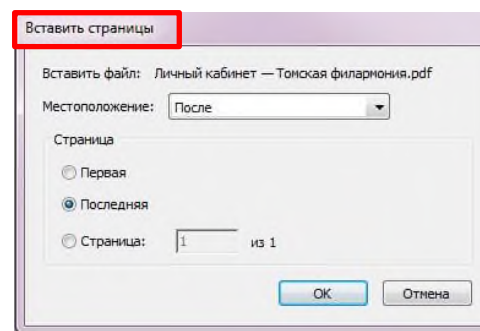 Вставить страницы
Вставить файл: Личный кабинет — Томская филармония.pdf
Местоположение: После
Страница
Первая
Последняя
Страница: 1 из 1
OK Отмена